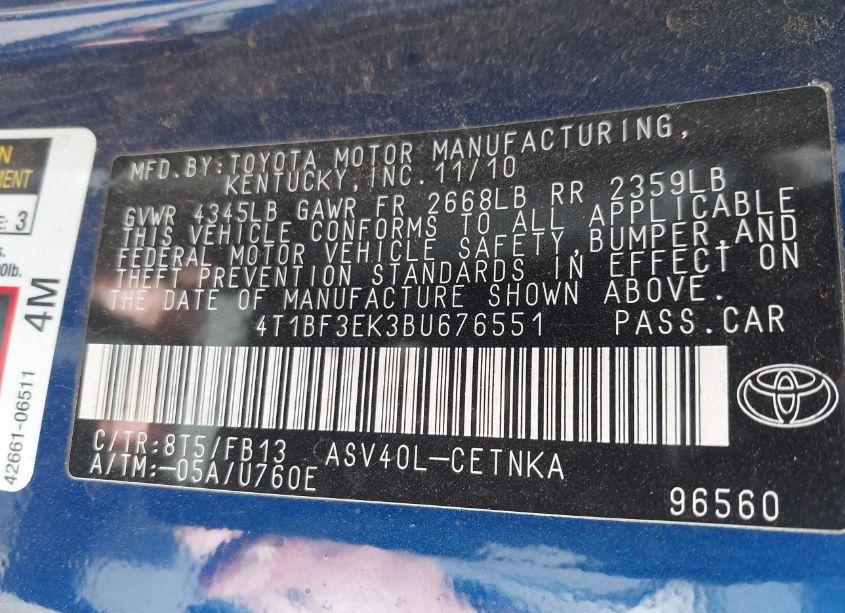 MFD. BY: TOYOTA MOTOR MANUFACTURING,
KENTUCKY, INC. 11/10
GVWR 4345LB GAWR FR 2668LB RR 2359LB
THIS VEHICLE CONFORMS TO ALL APPLICABLE
FEDERAL MOTOR VEHICLE SAFETY, BUMPER, AND
THEFT PREVENTION STANDARDS IN EFFECT ON
THE DATE OF MANUFACTURE SHOWN ABOVE.
4T1BF3EK3BU676551 PASS. CAR
C/TR: 8T5/FB13 ASV40L-CETNKA
A/TM: -05A/U760E
96560
3
4M
42661-06511